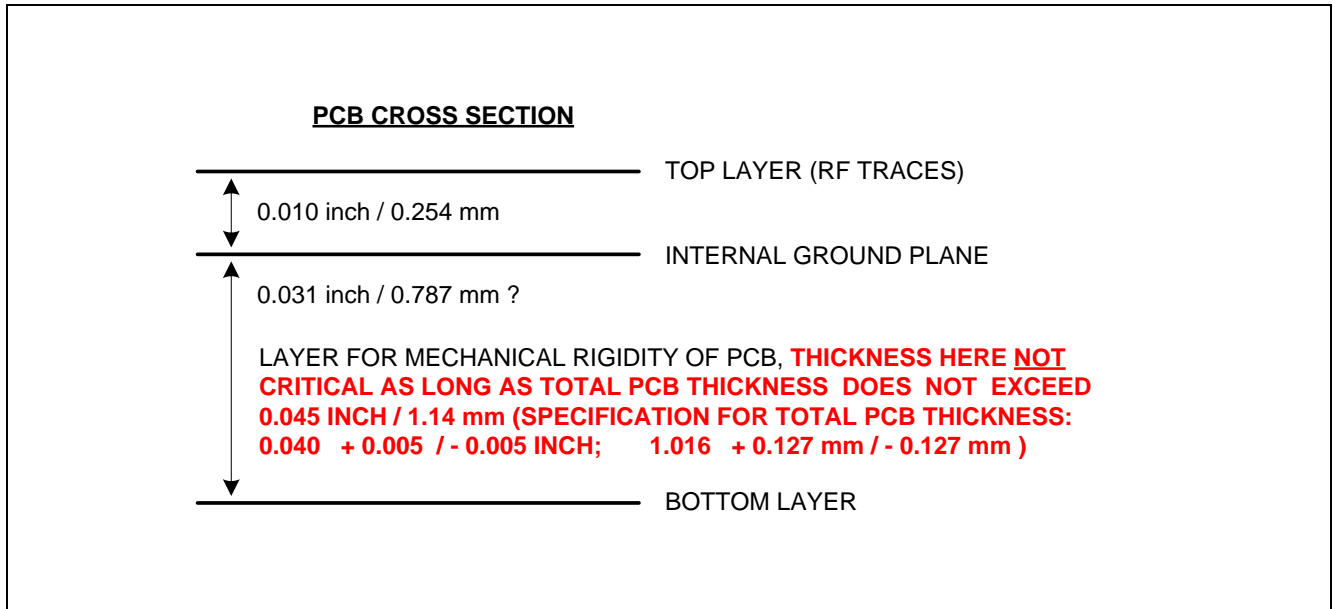 PCB CROSS SECTION
TOP LAYER (RF TRACES)
0.010 inch / 0.254 mm
INTERNAL GROUND PLANE
0.031 inch / 0.787 mm ?
LAYER FOR MECHANICAL RIGIDITY OF PCB, THICKNESS HERE NOT
CRITICAL AS LONG AS TOTAL PCB THICKNESS DOES NOT EXCEED
0.045 INCH / 1.14 mm (SPECIFICATION FOR TOTAL PCB THICKNESS:
0.040 + 0.005 / - 0.005 INCH; 1.016 + 0.127 mm / - 0.127 mm )
BOTTOM LAYER